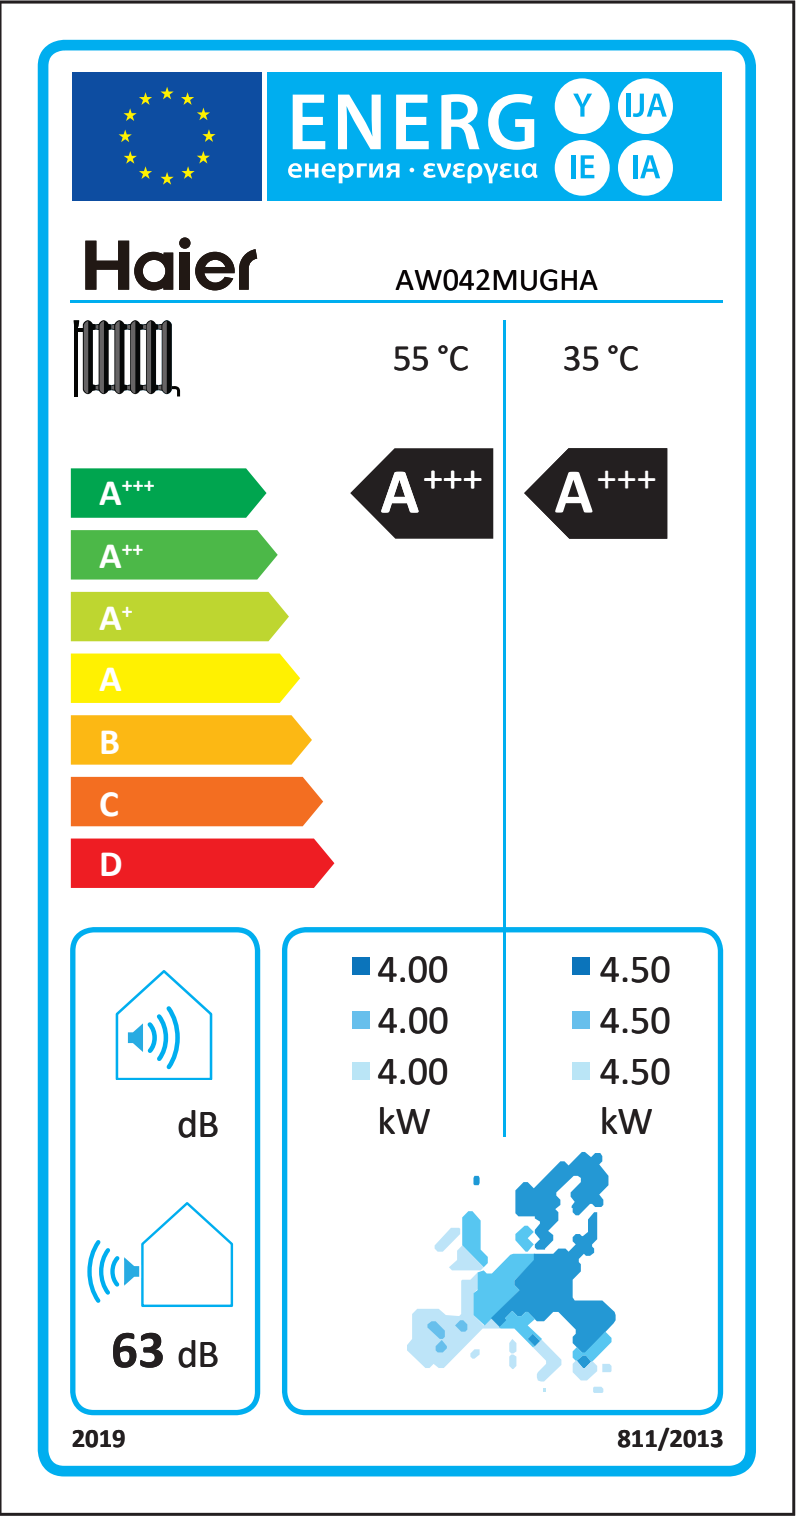 ENERG Y IJA
енергия · ενεργεια IE IA
Haier AW042MUGHA
55 °C 35 °C
A+++ A+++
A+++
A++
A+
A
B
C
D
4.00 4.50
4.00 4.50
4.00 4.50
kW kW
dB
63 dB
2019 811/2013